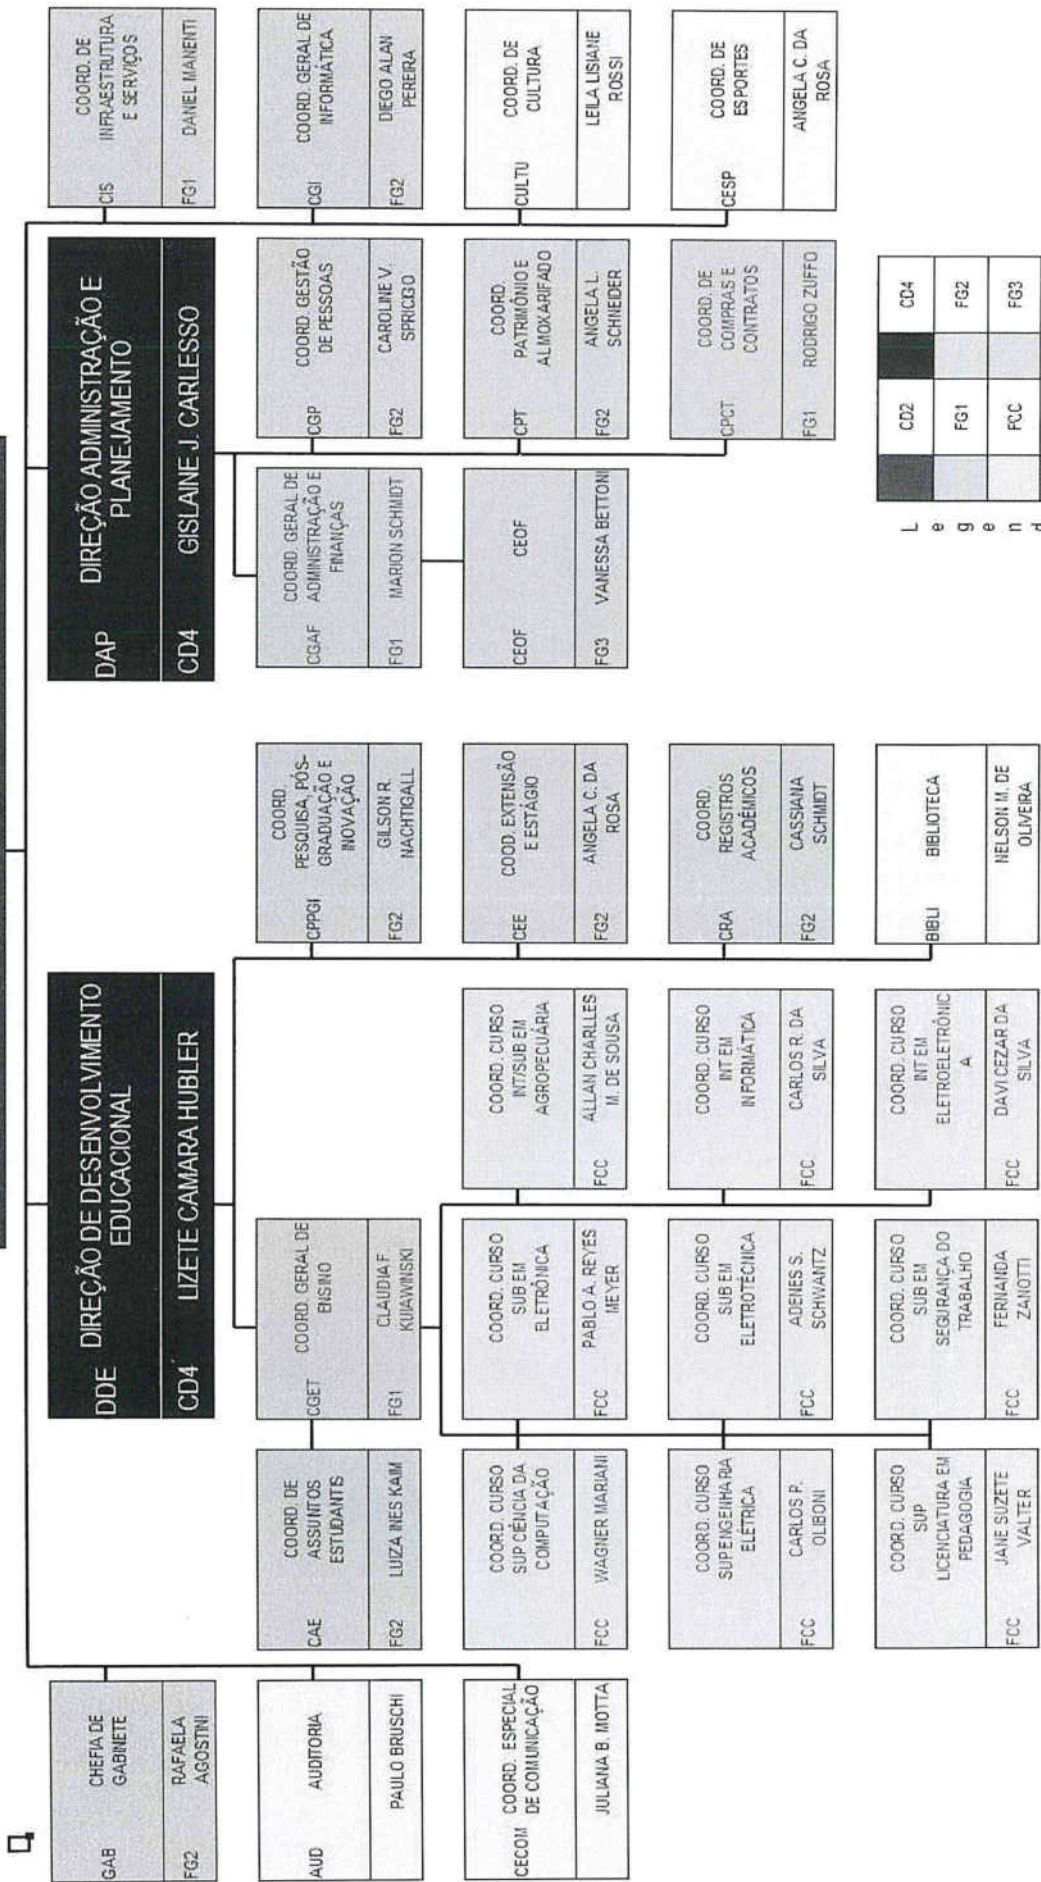 GAB CHEFIA DE
GABINETE
FG2 RAFAELA
AGOSTINI
AUD AUDITORIA
PAULO BRUSCHI
CECOM COORD. ESPECIAL
DE COMUNICAÇÃO
JULIANA B. MOTTA
DDE DIREÇÃO DE DESENVOLVIMENTO
EDUCACIONAL
CD4 LIZETE CAMARA HUBLER
CAE COORD. DE
ASSUNTOS
ESTUDANTIS
FG2 LUIZA INES KAIM
CGET COORD. GERAL DE
ENSINO
FG1 CLAUDIA F
KUIAWINSKI
CPPGI COORD
PESQUISA, PÓS-
GRADUAÇÃO E
INOVAÇÃO
FG2 GILSON R.
NACHTIGALL
COORD. CURSO
SUP CIÊNCIA DA
COMPUTAÇÃO
FCC WAGNER MARIANI
COORD. CURSO
SUB EM
ELETRÔNICA
FCC PABLO A. REYES
MEYER
COORD. CURSO
INT/SUB EM
AGROPECUÁRIA
FCC ALLAN CHARLLES
M. DE SOUSA
CEE COOD. EXTENSÃO
E ESTÁGIO
FG2 ANGELA C. DA
ROSA
COORD. CURSO
SUP ENGENHARIA
ELÉTRICA
FCC CARLOS P.
OLIBONI
COORD. CURSO
SUB EM
ELETROTÉCNICA
FCC ADENES S.
SCHWANTZ
COORD. CURSO
INT EM
INFORMÁTICA
FCC CARLOS R. DA
SILVA
CRA COORD
REGISTROS
ACADÊMICOS
FG2 CASSIANA
SCHMIDT
COORD. CURSO
SUP
LICENCIATURA EM
PEDAGOGIA
FCC JANE SUZETE
VALTER
COORD. CURSO
SUB EM
SEGURANÇA DO
TRABALHO
FCC FERNANDA
ZANOTTI
COORD. CURSO
INT EM
ELETROELETRÔNIC
A
FCC DAVI CEZAR DA
SILVA
BIBLI BIBLIOTECA
NELSON M. DE
OLIVEIRA
DAP DIREÇÃO ADMINISTRAÇÃO E
PLANEJAMENTO
CD4 GISLAINE J. CARLESSO
CGAF COORD. GERAL DE
ADMINISTRAÇÃO E
FINANÇAS
FG1 MARION SCHMIDT
CGP COORD. GESTÃO
DE PESSOAS
FG2 CAROLINE V.
SPRICIGO
CEOF CEOF
FG3 VANESSA BETTONI
CPT COORD.
PATRIMÔNIO E
ALMOXARIFADO
FG2 ANGELA L.
SCHNEIDER
CPCT COORD. DE
COMPRAS E
CONTRATOS
FG1 RODRIGO ZUFFO
CIS COORD. DE
INFRAESTRUTURA
E SERVIÇOS
FG1 DANIEL MANENTI
CGI COORD. GERAL DE
INFORMÁTICA
FG2 DIEGO ALAN
PEREIRA
CULTU COORD. DE
CULTURA
LEILA LISIANE
ROSSI
CESP COORD. DE
ESPORTES
ANGELA C. DA
ROSA
L
e
g
e
n
CD2 CD4
FG1 FG2
FCC FG3